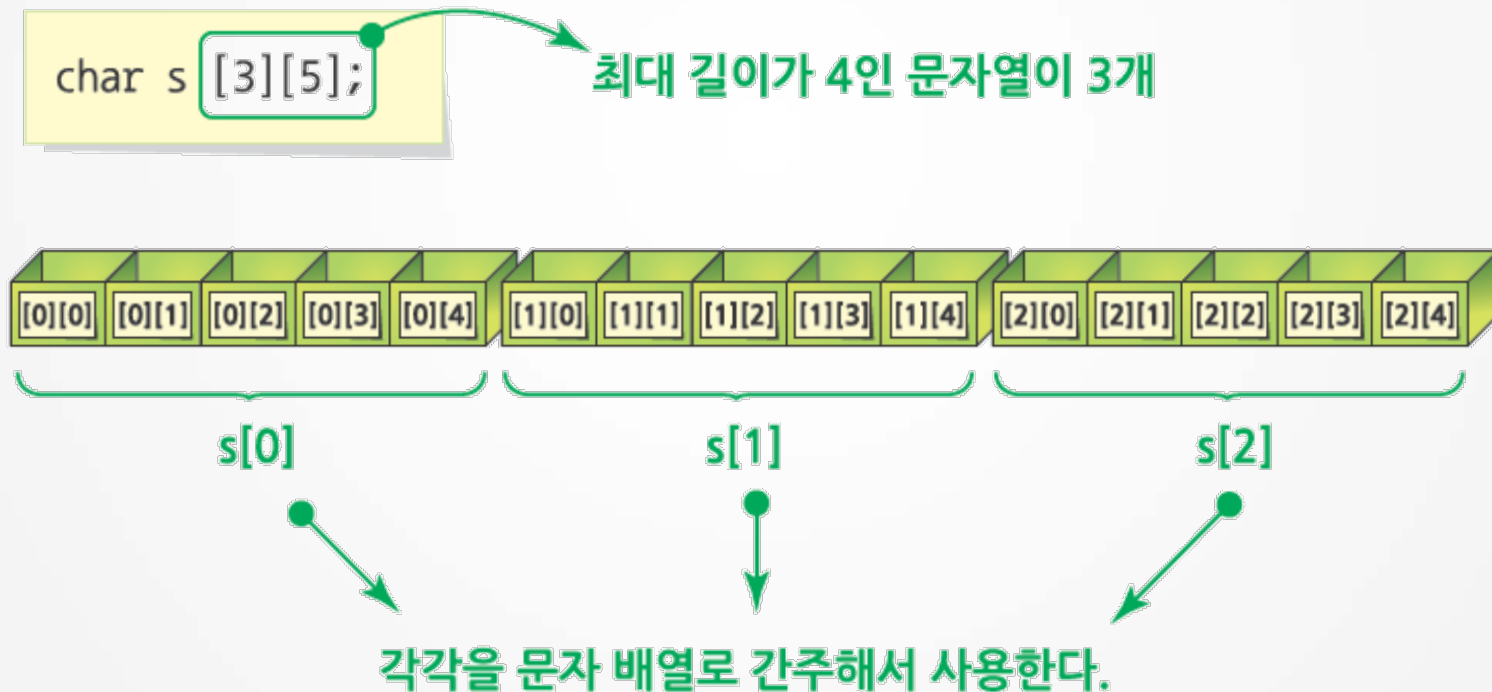 char s [3][5];
최대 길이가 4인 문자열이 3개
[0][0] [0][1] [0][2] [0][3] [0][4] [1][0] [1][1] [1][2] [1][3] [1][4] [2][0] [2][1] [2][2] [2][3] [2][4]
s[0] s[1] s[2]
각각을 문자 배열로 간주해서 사용한다.